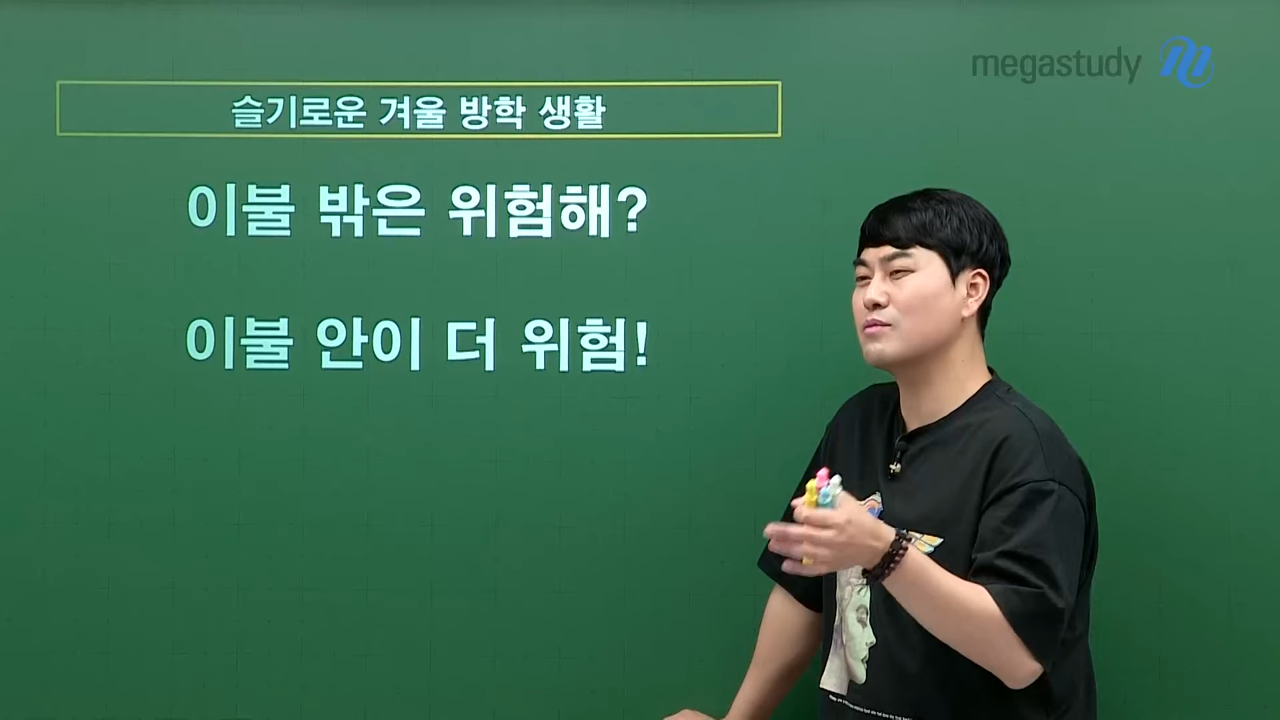 megastudy
슬기로운 겨울 방학 생활
이불 밖은 위험해?
이불 안이 더 위험!